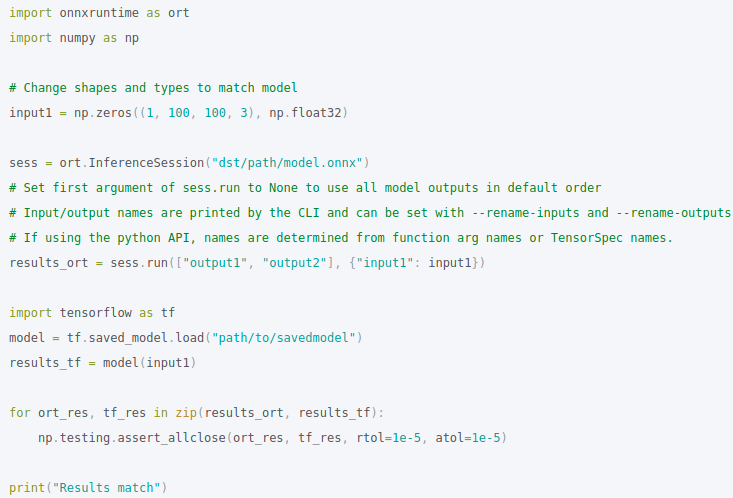 import onnxruntime as ort
import numpy as np
# Change shapes and types to match model
input1 = np.zeros((1, 100, 100, 3), np.float32)
sess = ort.InferenceSession("dst/path/model.onnx")
# Set first argument of sess.run to None to use all model outputs in default order
# Input/output names are printed by the CLI and can be set with --rename-inputs and --rename-outputs
# If using the python API, names are determined from function arg names or TensorSpec names.
results_ort = sess.run(["output1", "output2"], {"input1": input1})
import tensorflow as tf
model = tf.saved_model.load("path/to/savedmodel")
results_tf = model(input1)
for ort_res, tf_res in zip(results_ort, results_tf):
    np.testing.assert_allclose(ort_res, tf_res, rtol=1e-5, atol=1e-5)
print("Results match")